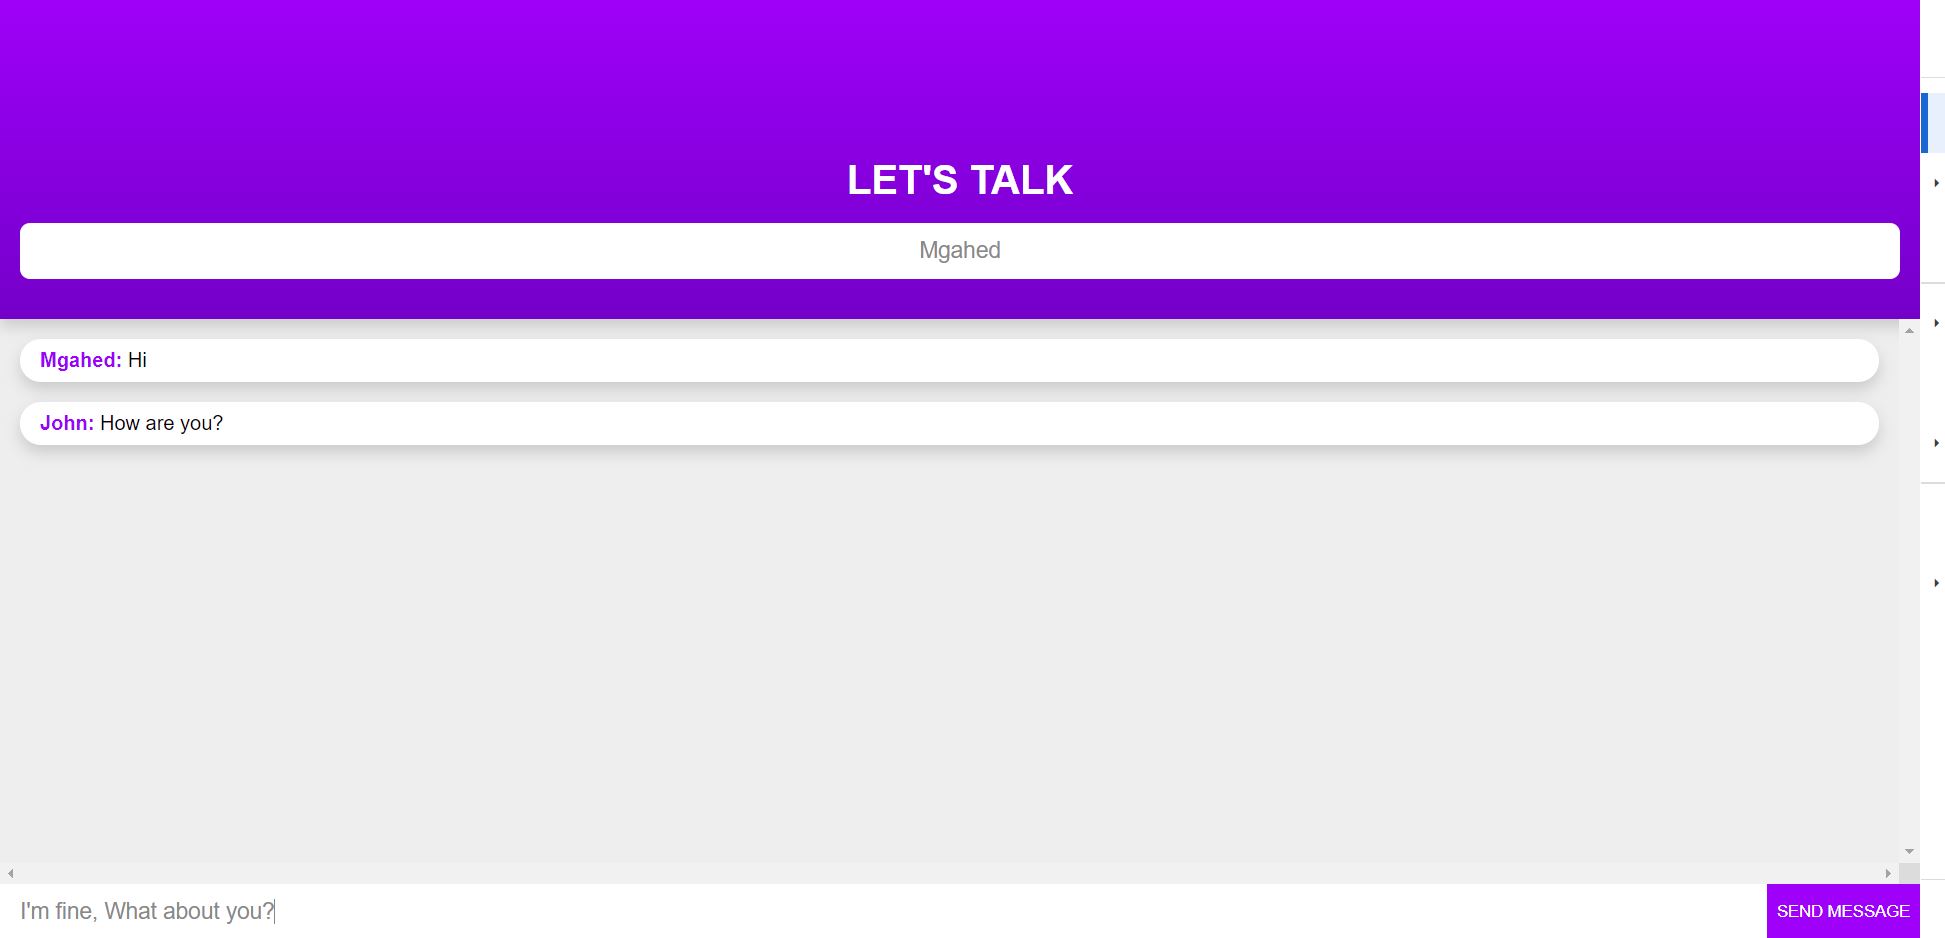 LET'S TALK
Mgahed
Mgahed: Hi
John: How are you?
I'm fine, What about you?
SEND MESSAGE